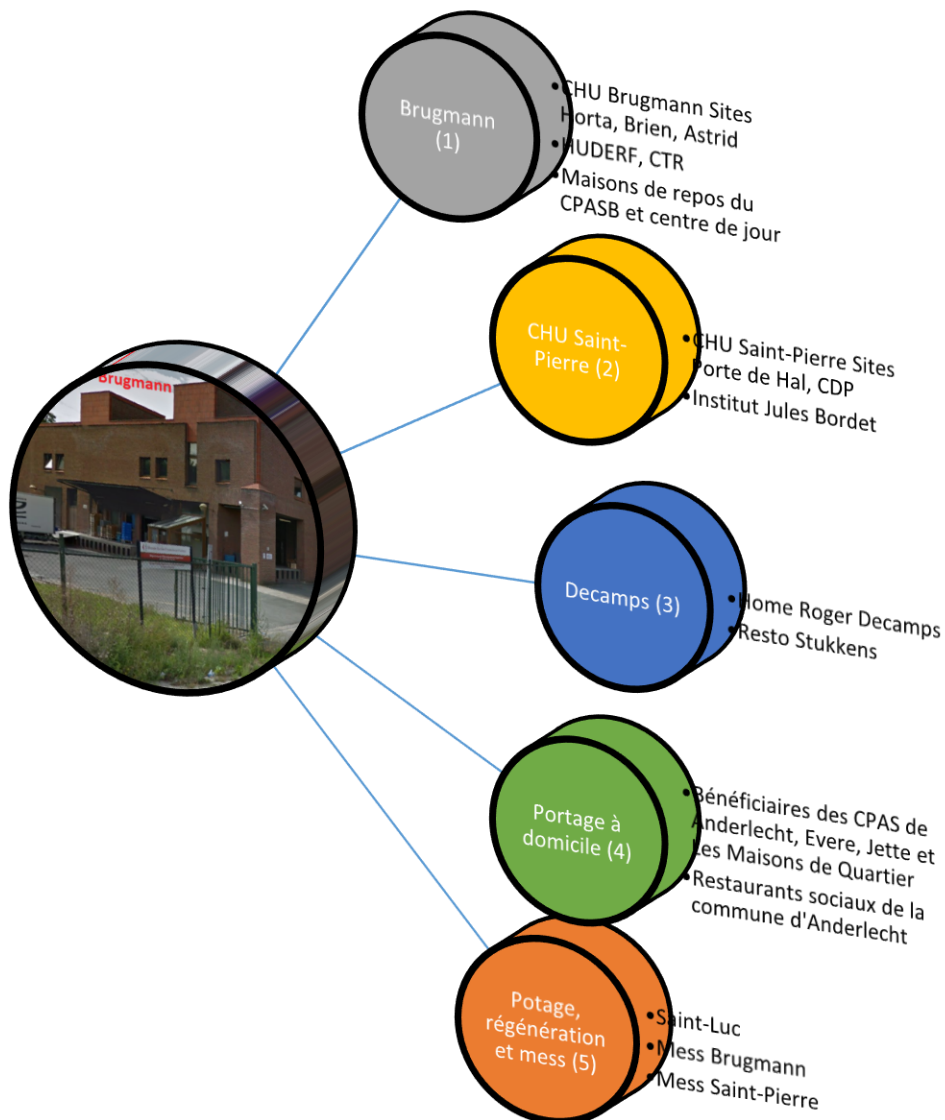 Brugmann
Brugmann
(1)
• CHU Brugmann Sites
Horta, Brien, Astrid
• HUDERF, CTR
• Maisons de repos du
CPASB et centre de jour
CHU Saint-
Pierre (2)
• CHU Saint-Pierre Sites
Porte de Hal, CDP
• Institut Jules Bordet
Decamps (3)
• Home Roger Decamps
• Resto Stukkens
Portage à
domicile (4)
• Bénéficiaires des CPAS de
Anderlecht, Evere, Jette et
Les Maisons de Quartier
• Restaurants sociaux de la
commune d'Anderlecht
Potage,
régénération
et mess (5)
• Saint-Luc
• Mess Brugmann
• Mess Saint-Pierre